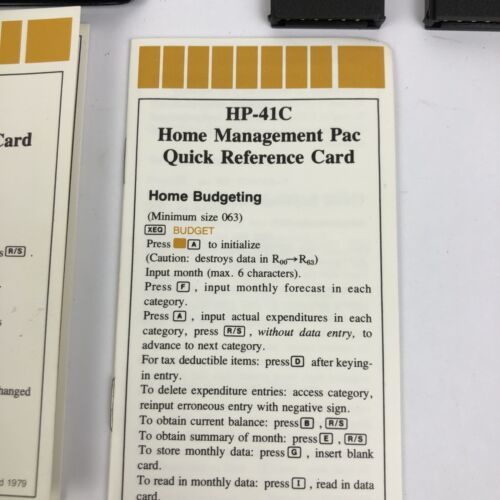 Card
s R/S
hanged
d 1979
HP-41C
Home Management Pac
Quick Reference Card
Home Budgeting
(Minimum size 063)
XEQ BUDGET
Press A to initialize
(Caution: destroys data in R₀₀→R₆₃)
Input month (max. 6 characters).
Press F , input monthly forecast in each
category.
Press A , input actual expenditures in each
category, press R/S , without data entry, to
advance to next category.
For tax deductible items: press D after keying-
in entry.
To delete expenditure entries: access category,
reinput erroneous entry with negative sign.
To obtain current balance: press B , R/S
To obtain summary of month: press E , R/S
To store monthly data: press G , insert blank
card.
To read in monthly data: press I , read in data
card.